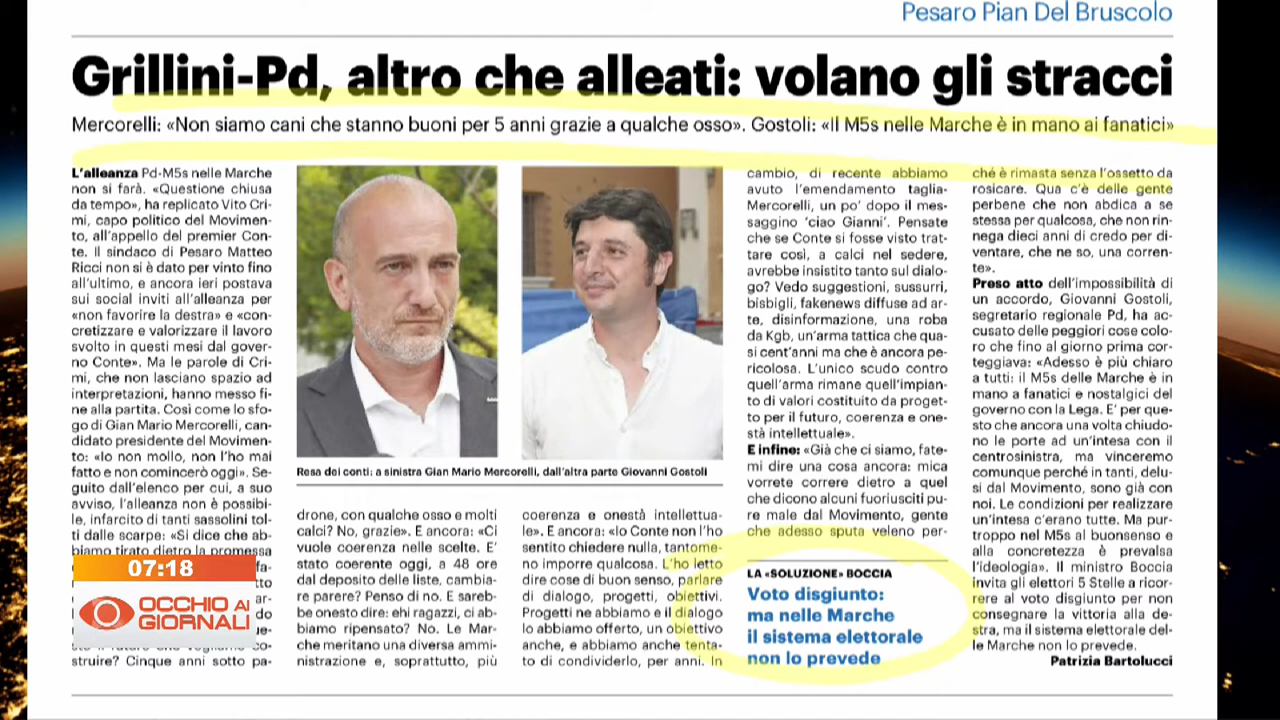 Pesaro Pian Del Bruscolo
Grillini-Pd, altro che alleati: volano gli stracci
Mercorelli: «Non siamo cani che stanno buoni per 5 anni grazie a qualche osso». Gostoli: «Il M5s nelle Marche è in mano ai fanatici»
L'alleanza Pd-M5s nelle Marche
non si farà. «Questione chiusa
da tempo», ha replicato Vito Cri-
mi, capo politico del Movimen-
to, all'appello del premier Con-
te. Il sindaco di Pesaro Matteo
Ricci non si è dato per vinto fino
all'ultimo, e ancora ieri postava
sui social inviti all'alleanza per
«non favorire la destra» e «con-
cretizzare e valorizzare il lavoro
svolto in questi mesi dal gover-
no Conte». Ma le parole di Cri-
mi, che non lasciano spazio ad
interpretazioni, hanno messo fi-
ne alla partita. Così come lo sfo-
go di Gian Mario Mercorelli, can-
didato presidente del Movimen-
to: «Io non mollo, non l'ho mai
fatto e non comincerò oggi». Se-
guito dall'elenco per cui, a suo
avviso, l'alleanza non è possibi-
le, infarcito di tanti sassolini tol-
ti dalle scarpe: «Si dice che ab-
biamo tirato dietro la promessa
07:18
OCCHIO AI
GIORNALI
struire? Cinque anni sotto pa-
Resa dei conti: a sinistra Gian Mario Mercorelli, dall'altra parte Giovanni Gostoli
drone, con qualche osso e molti
calci? No, grazie». E ancora: «Ci
vuole coerenza nelle scelte. E'
stato coerente oggi, a 48 ore
dal deposito delle liste, cambia-
re parere? Penso di no. E sareb-
be onesto dire: ehi ragazzi, ci ab-
biamo ripensato? No. Le Mar-
che meritano una diversa ammi-
nistrazione e, soprattutto, più
coerenza e onestà intellettua-
le». E ancora: «Io Conte non l'ho
sentito chiedere nulla, tantome-
no imporre qualcosa. L'ho letto
dire cose di buon senso, parlare
di dialogo, progetti, obiettivi.
Progetti ne abbiamo e il dialogo
lo abbiamo offerto, un obiettivo
anche, e abbiamo anche tenta-
to di condividerlo, per anni. In
cambio, di recente abbiamo
avuto l'emendamento taglia-
Mercorelli, un po' dopo il mes-
saggino 'ciao Gianni'. Pensate
che se Conte si fosse visto trat-
tare così, a calci nel sedere,
avrebbe insistito tanto sul dialo-
go? Vedo suggestioni, sussurri,
bisbigli, fakenews diffuse ad ar-
te, disinformazione, una roba
da Kgb, un'arma tattica che qua-
si cent'anni ma che è ancora pe-
ricolosa. L'unico scudo contro
quell'arma rimane quell'impian-
to di valori costituito da proget-
to per il futuro, coerenza e one-
stà intellettuale».
E infine: «Già che ci siamo, fate-
mi dire una cosa ancora: mica
vorrete correre dietro a quel
che dicono alcuni fuoriusciti pu-
re male dal Movimento, gente
che adesso sputa veleno per-
LA «SOLUZIONE» BOCCIA
Voto disgiunto:
ma nelle Marche
il sistema elettorale
non lo prevede
ché è rimasta senza l'ossetto da
rosicare. Qua c'è delle gente
perbene che non abdica a se
stessa per qualcosa, che non rin-
nega dieci anni di credo per di-
ventare, che ne so, una corren-
te».
Preso atto dell'impossibilità di
un accordo, Giovanni Gostoli,
segretario regionale Pd, ha ac-
cusato delle peggiori cose colo-
ro che fino al giorno prima cor-
teggiava: «Adesso è più chiaro
a tutti: il M5s delle Marche è in
mano a fanatici e nostalgici del
governo con la Lega. E' per que-
sto che ancora una volta chiudo-
no le porte ad un'intesa con il
centrosinistra, ma vinceremo
comunque perché in tanti, delu-
si dal Movimento, sono già con
noi. Le condizioni per realizzare
un'intesa c'erano tutte. Ma pur-
troppo nel M5s al buonsenso e
alla concretezza è prevalsa
l'ideologia». Il ministro Boccia
invita gli elettori 5 Stelle a ricor-
rere al voto disgiunto per non
consegnare la vittoria alla de-
stra, ma il sistema elettorale del-
le Marche non lo prevede.
Patrizia Bartolucci